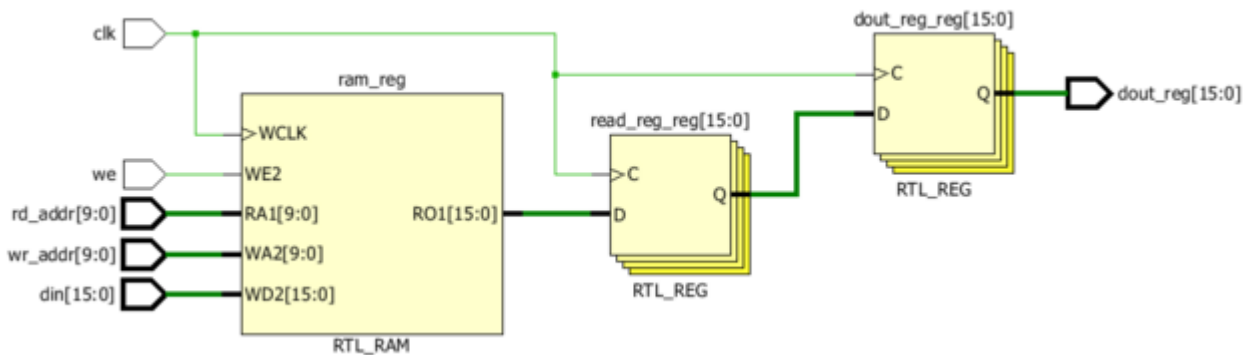 clk
we
rd_addr[9:0]
wr_addr[9:0]
din[15:0]
ram_reg
WCLK
WE2
RA1[9:0]
RO1[15:0]
WA2[9:0]
WD2[15:0]
RTL_RAM
read_reg_reg[15:0]
C
Q
D
RTL_REG
dout_reg_reg[15:0]
C
Q
D
RTL_REG
dout_reg[15:0]